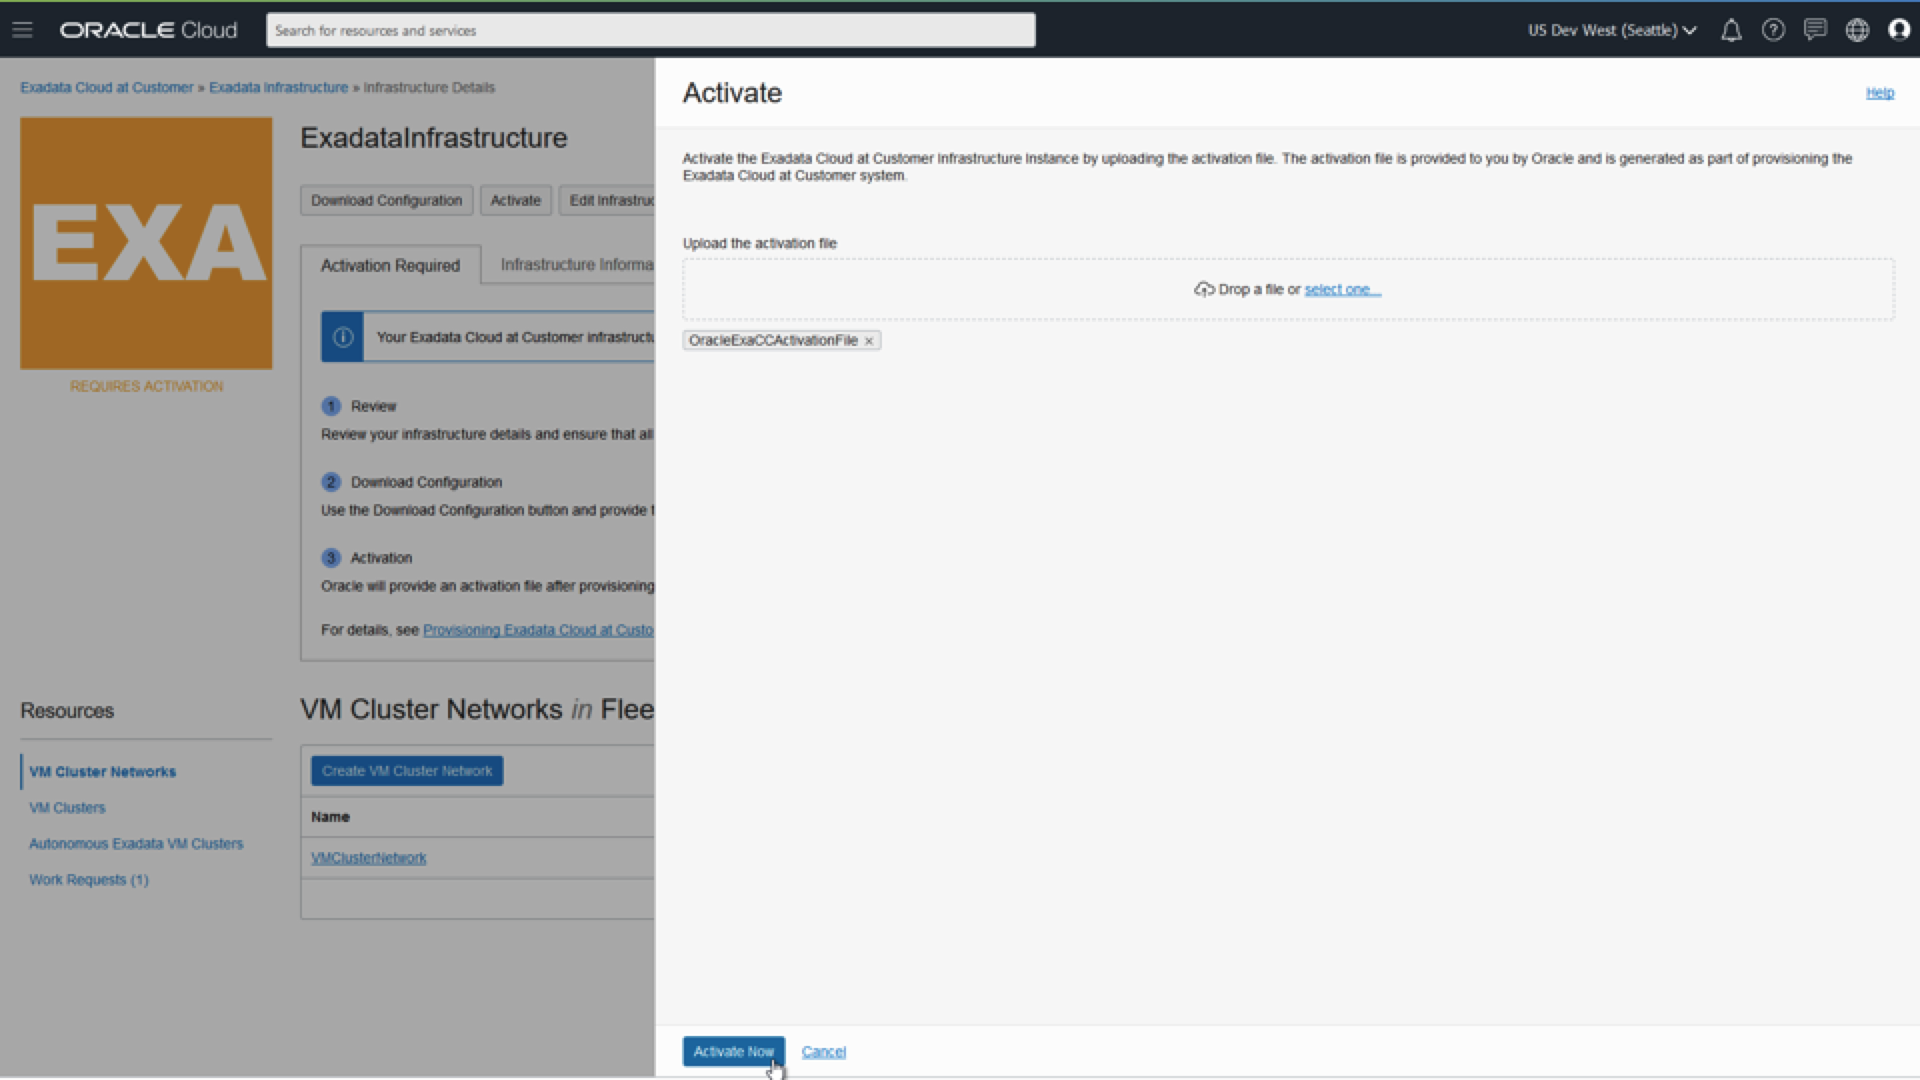 ORACLE Cloud
Search for resources and services
US Dev West (Seattle)
Exadata Cloud at Customer » Exadata Infrastructure » Infrastructure Details
EXA
REQUIRES ACTIVATION
ExadataInfrastructure
Download Configuration
Activate
Edit Infrastruc
Activation Required
Infrastructure Informa
Your Exadata Cloud at Customer infrastructu
1 Review
Review your infrastructure details and ensure that all
2 Download Configuration
Use the Download Configuration button and provide t
3 Activation
Oracle will provide an activation file after provisioning
For details, see Provisioning Exadata Cloud at Custo
Resources
VM Cluster Networks
VM Clusters
Autonomous Exadata VM Clusters
Work Requests (1)
VM Cluster Networks in Flee
Create VM Cluster Network
Name
VMClusterNetwork
Activate
Help
Activate the Exadata Cloud at Customer Infrastructure Instance by uploading the activation file. The activation file is provided to you by Oracle and is generated as part of provisioning the
Exadata Cloud at Customer system.
Upload the activation file
Drop a file or select one...
OracleExaCCActivationFile ×
Activate Now
Cancel